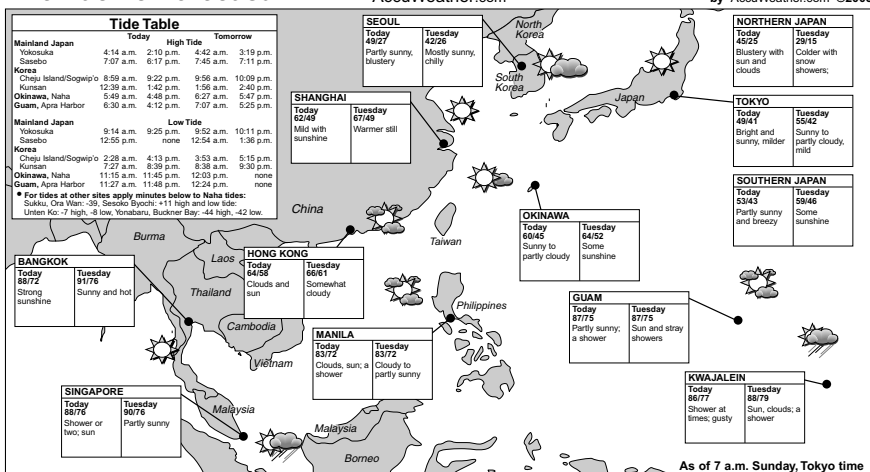 AccuWeather.com
by AccuWeather.com
Tide Table
Today Tomorrow
High Tide
Mainland Japan
Yokosuka 4:14 a.m. 2:10 p.m. 4:42 a.m. 3:19 p.m.
Sasebo 7:07 a.m. 6:17 p.m. 7:45 a.m. 7:11 p.m.
Korea
Cheju Island/Sogwip'o 8:59 a.m. 9:22 p.m. 9:56 a.m. 10:09 p.m.
Kunsan 12:39 a.m. 1:42 p.m. 1:56 a.m. 2:40 p.m.
Okinawa, Naha 5:49 a.m. 4:48 p.m. 6:27 a.m. 5:47 p.m.
Guam, Apra Harbor 6:30 a.m. 4:12 p.m. 7:07 a.m. 5:25 p.m.
Low Tide
Mainland Japan
Yokosuka 9:14 a.m. 9:25 p.m. 9:52 a.m. 10:11 p.m.
Sasebo 12:55 p.m. none 12:54 a.m. 1:36 p.m.
Korea
Cheju Island/Sogwip'o 2:28 a.m. 4:13 p.m. 3:53 a.m. 5:15 p.m.
Kunsan 7:27 a.m. 8:39 p.m. 8:38 a.m. 9:30 p.m.
Okinawa, Naha 11:15 a.m. 11:45 p.m. 12:03 p.m. none
Guam, Apra Harbor 11:27 a.m. 11:48 p.m. 12:24 p.m. none
• For tides at other sites apply minutes below to Naha tides:
Sukku, Ora Wan: -39, Sesoko Byochi: +11 high and low tide:
Unten Ko: -7 high, -8 low, Yonabaru, Buckner Bay: -44 high, -42 low.
SEOUL
Today Tuesday
49/27 42/26
Partly sunny, Mostly sunny,
blustery chilly
North
Korea
South
Korea
Japan
NORTHERN JAPAN
Today Tuesday
45/25 29/15
Blustery with Colder with
sun and snow
clouds showers;
SHANGHAI
Today Tuesday
62/49 67/49
Mild with Warmer still
sunshine
TOKYO
Today Tuesday
49/41 55/42
Bright and Sunny to
sunny, milder partly cloudy,
mild
SOUTHERN JAPAN
Today Tuesday
53/43 59/46
Partly sunny Some
and breezy sunshine
China
Taiwan
OKINAWA
Today Tuesday
60/45 64/52
Sunny to Some
partly cloudy sunshine
Burma
Laos
Thailand
Cambodia
Vietnam
BANGKOK
Today Tuesday
88/72 91/76
Strong Sunny and hot
sunshine
HONG KONG
Today Tuesday
64/58 66/61
Clouds and Somewhat
sun cloudy
Philippines
GUAM
Today Tuesday
87/75 87/75
Partly sunny; Sun and stray
a shower showers
MANILA
Today Tuesday
83/72 83/72
Clouds, sun; a Cloudy to
shower partly sunny
KWAJALEIN
Today Tuesday
86/77 88/79
Shower at Sun, clouds; a
times; gusty shower
SINGAPORE
Today Tuesday
88/76 90/76
Shower or Partly sunny
two; sun
Malaysia
Malaysia
Borneo
As of 7 a.m. Sunday, Tokyo time